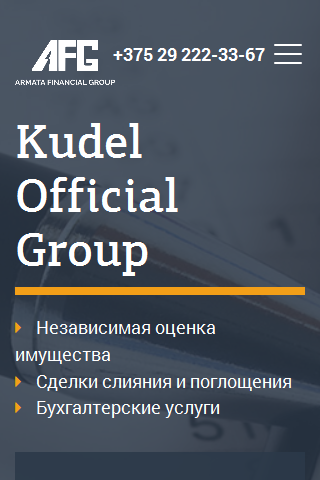 AFG
+375 29 222-33-67
ARMATA FINANCIAL GROUP
Kudel
Official
Group
Независимая оценка
имущества
Сделки слияния и поглощения
Бухгалтерские услуги